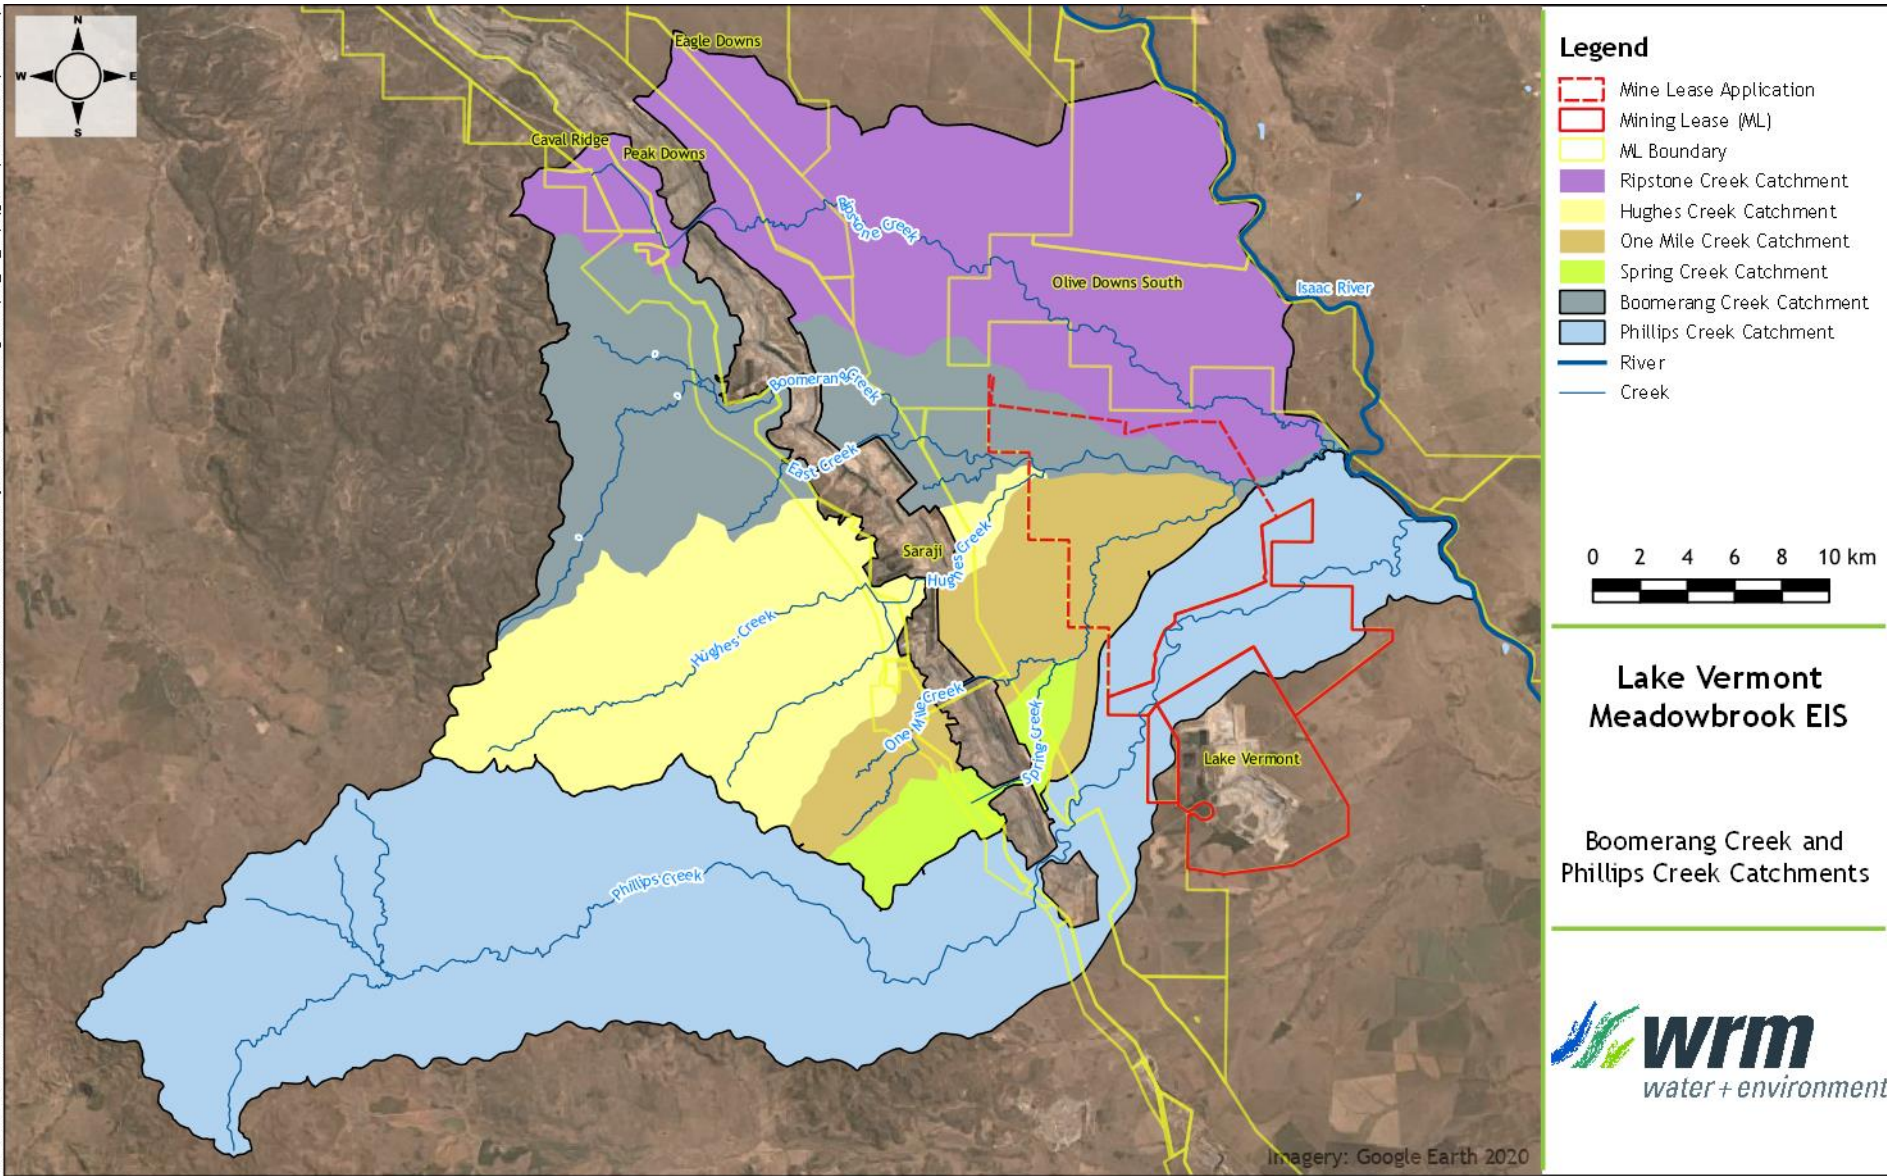 N
W
E
S
Eagle Downs
Caval Ridge
Peak Downs
Ripstone Creek
Olive Downs South
Isaac River
Boomerang Creek
East Creek
Saraji
Hughes Creek
Hughes Creek
One Mile Creek
Spring Creek
Lake Vermont
Phillips Creek
Imagery: Google Earth 2020
Legend
Mine Lease Application
Mining Lease (ML)
ML Boundary
Ripstone Creek Catchment
Hughes Creek Catchment
One Mile Creek Catchment
Spring Creek Catchment
Boomerang Creek Catchment
Phillips Creek Catchment
River
Creek
0 2 4 6 8 10 km
Lake Vermont
Meadowbrook EIS
Boomerang Creek and
Phillips Creek Catchments
wrm
water + environment